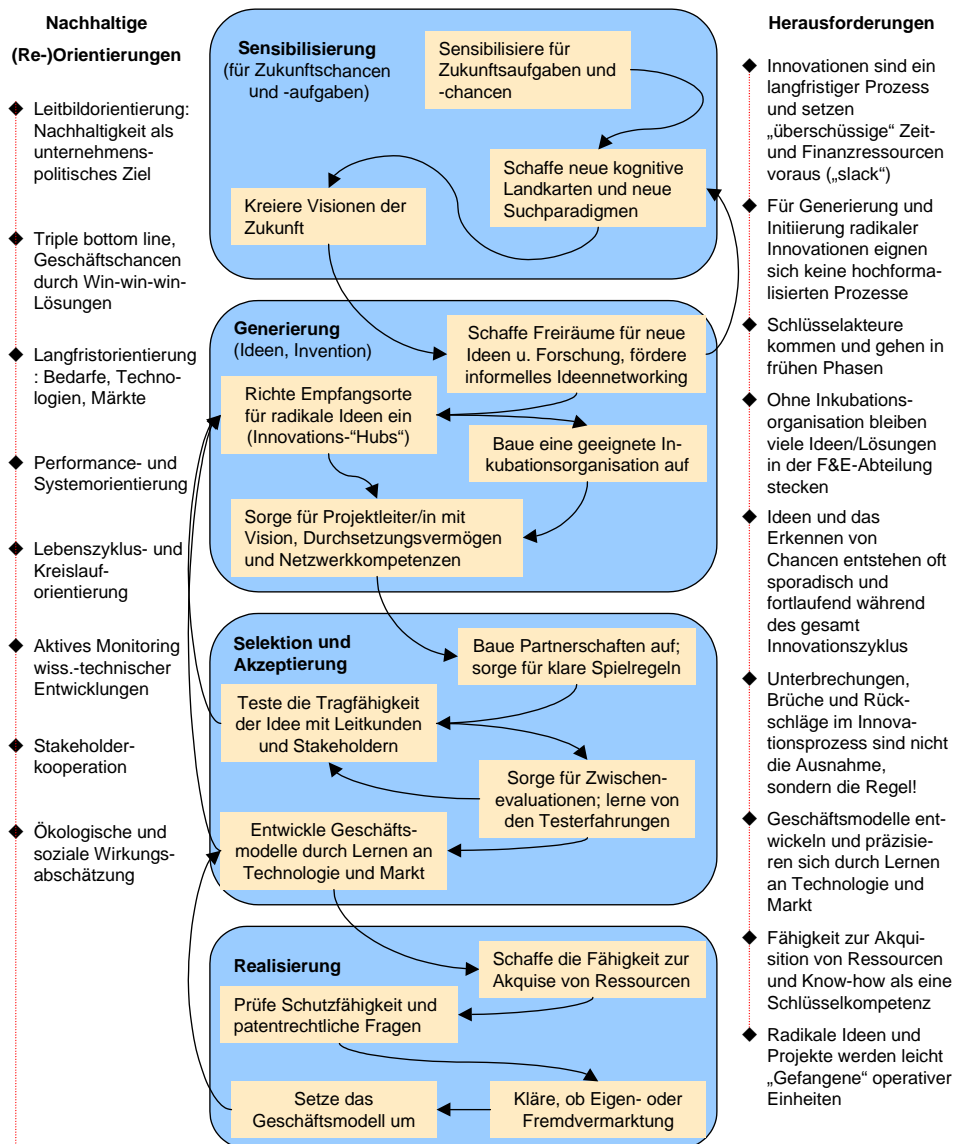 Nachhaltige
(Re-)Orientierungen
Leitbildorientierung:
Nachhaltigkeit als
unternehmens-
politisches Ziel
Triple bottom line,
Geschäftschancen
durch Win-win-win-
Lösungen
Langfristorientierung
: Bedarfe, Techno-
logien, Märkte
Performance- und
Systemorientierung
Lebenszyklus- und
Kreislauf-
orientierung
Aktives Monitoring
wiss.-technischer
Entwicklungen
Stakeholder-
kooperation
Ökologische und
soziale Wirkungs-
abschätzung
Sensibilisierung
(für Zukunftschancen
und -aufgaben)
Sensibilisiere für
Zukunftsaufgaben und
-chancen
Schaffe neue kognitive
Landkarten und neue
Suchparadigmen
Kreiere Visionen der
Zukunft
Generierung
(Ideen, Invention)
Schaffe Freiräume für neue
Ideen u. Forschung, fördere
informelles Ideennetworking
Richte Empfangsorte
für radikale Ideen ein
(Innovations-“Hubs“)
Baue eine geeignete In-
kubationsorganisation auf
Sorge für Projektleiter/in mit
Vision, Durchsetzungsvermögen
und Netzwerkkompetenzen
Selektion und
Akzeptierung
Baue Partnerschaften auf;
sorge für klare Spielregeln
Teste die Tragfähigkeit
der Idee mit Leitkunden
und Stakeholdern
Sorge für Zwischen-
evaluationen; lerne von
den Testerfahrungen
Entwickle Geschäfts-
modelle durch Lernen an
Technologie und Markt
Realisierung
Schaffe die Fähigkeit zur
Akquise von Ressourcen
Prüfe Schutzfähigkeit und
patentrechtliche Fragen
Kläre, ob Eigen- oder
Fremdvermarktung
Setze das
Geschäftsmodell um
Herausforderungen
Innovationen sind ein
langfristiger Prozess
und setzen
„überschüssige“ Zeit-
und Finanzressourcen
voraus („slack“)
Für Generierung und
Initiierung radikaler
Innovationen eignen
sich keine hochforma-
lisierten Prozesse
Schlüsselakteure
kommen und gehen in
frühen Phasen
Ohne Inkubations-
organisation bleiben
viele Ideen/Lösungen
in der F&E-Abteilung
stecken
Ideen und das
Erkennen von
Chancen entstehen oft
sporadisch und
fortlaufend während
des gesamt
Innovationszyklus
Unterbrechungen,
Brüche und Rück-
schläge im Innova-
tionsprozess sind nicht
die Ausnahme,
sondern die Regel!
Geschäftsmodelle ent-
wickeln und präzisie-
ren sich durch Lernen
an Technologie und
Markt
Fähigkeit zur Akqui-
sition von Ressourcen
und Know-how als eine
Schlüsselkompetenz
Radikale Ideen und
Projekte werden leicht
„Gefangene“ operativer
Einheiten